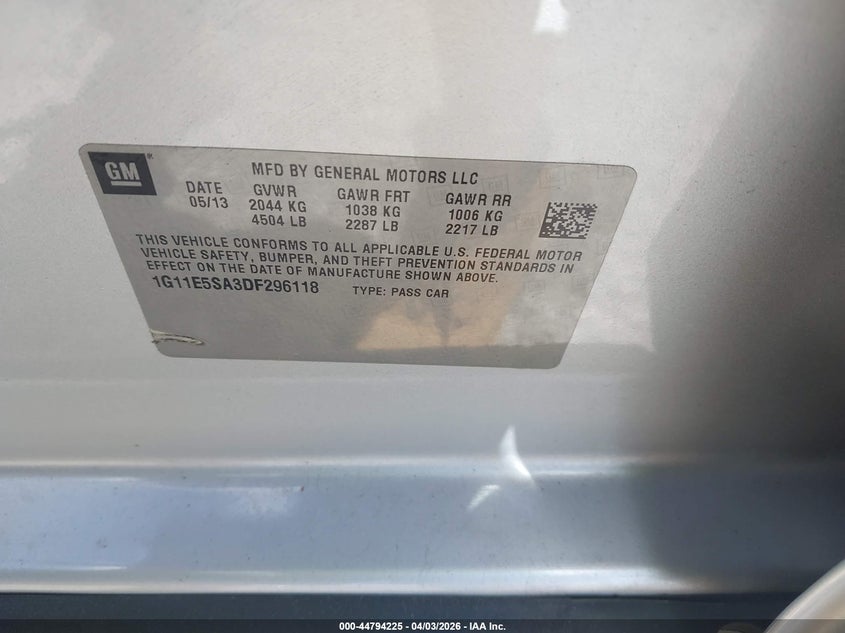 GM
MFD BY GENERAL MOTORS LLC
DATE GVWR GAWR FRT GAWR RR
05/13 2044 KG 1038 KG 1006 KG
4504 LB 2287 LB 2217 LB
THIS VEHICLE CONFORMS TO ALL APPLICABLE U.S. FEDERAL MOTOR
VEHICLE SAFETY, BUMPER, AND THEFT PREVENTION STANDARDS IN
EFFECT ON THE DATE OF MANUFACTURE SHOWN ABOVE.
1G11E5SA3DF296118 TYPE: PASS CAR
000-44794225 - 04/03/2026 - IAA Inc.